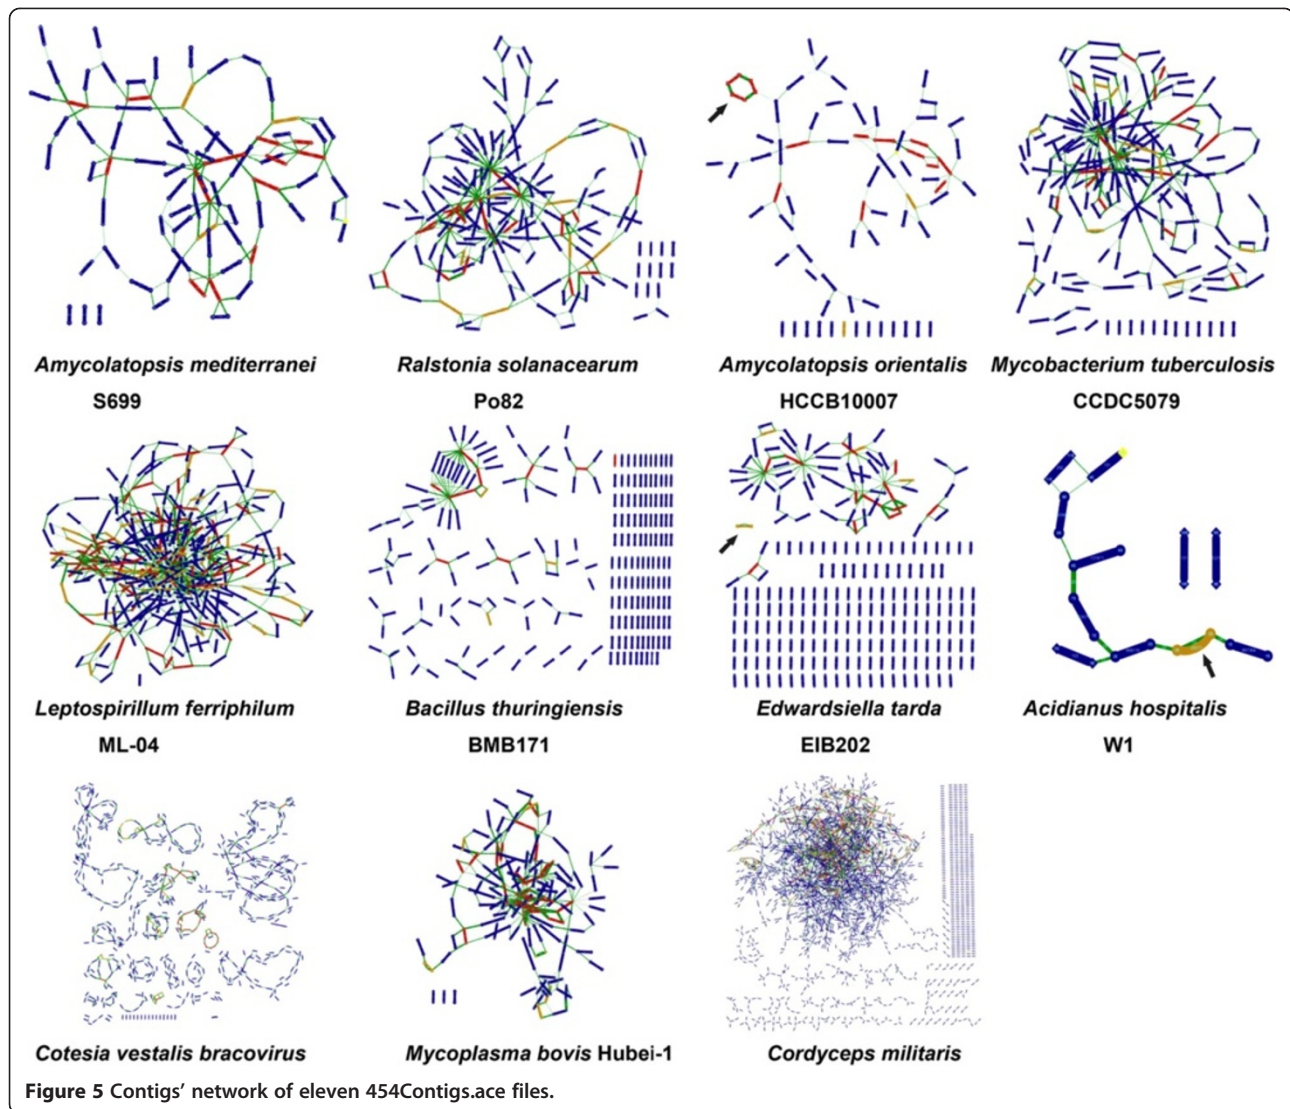 Amycolatopsis mediterranei Ralstonia solanacearum Amycolatopsis orientalis Mycobacterium tuberculosis
S699 Po82 HCCB10007 CCDC5079
Leptospirillum ferriphilum Bacillus thuringiensis Edwardsiella tarda Acidianus hospitalis
ML-04 BMB171 EIB202 W1
Cotesia vestalis bracovirus Mycoplasma bovis Hubei-1 Cordyceps militaris
Figure 5 Contigs’ network of eleven 454Contigs.ace files.